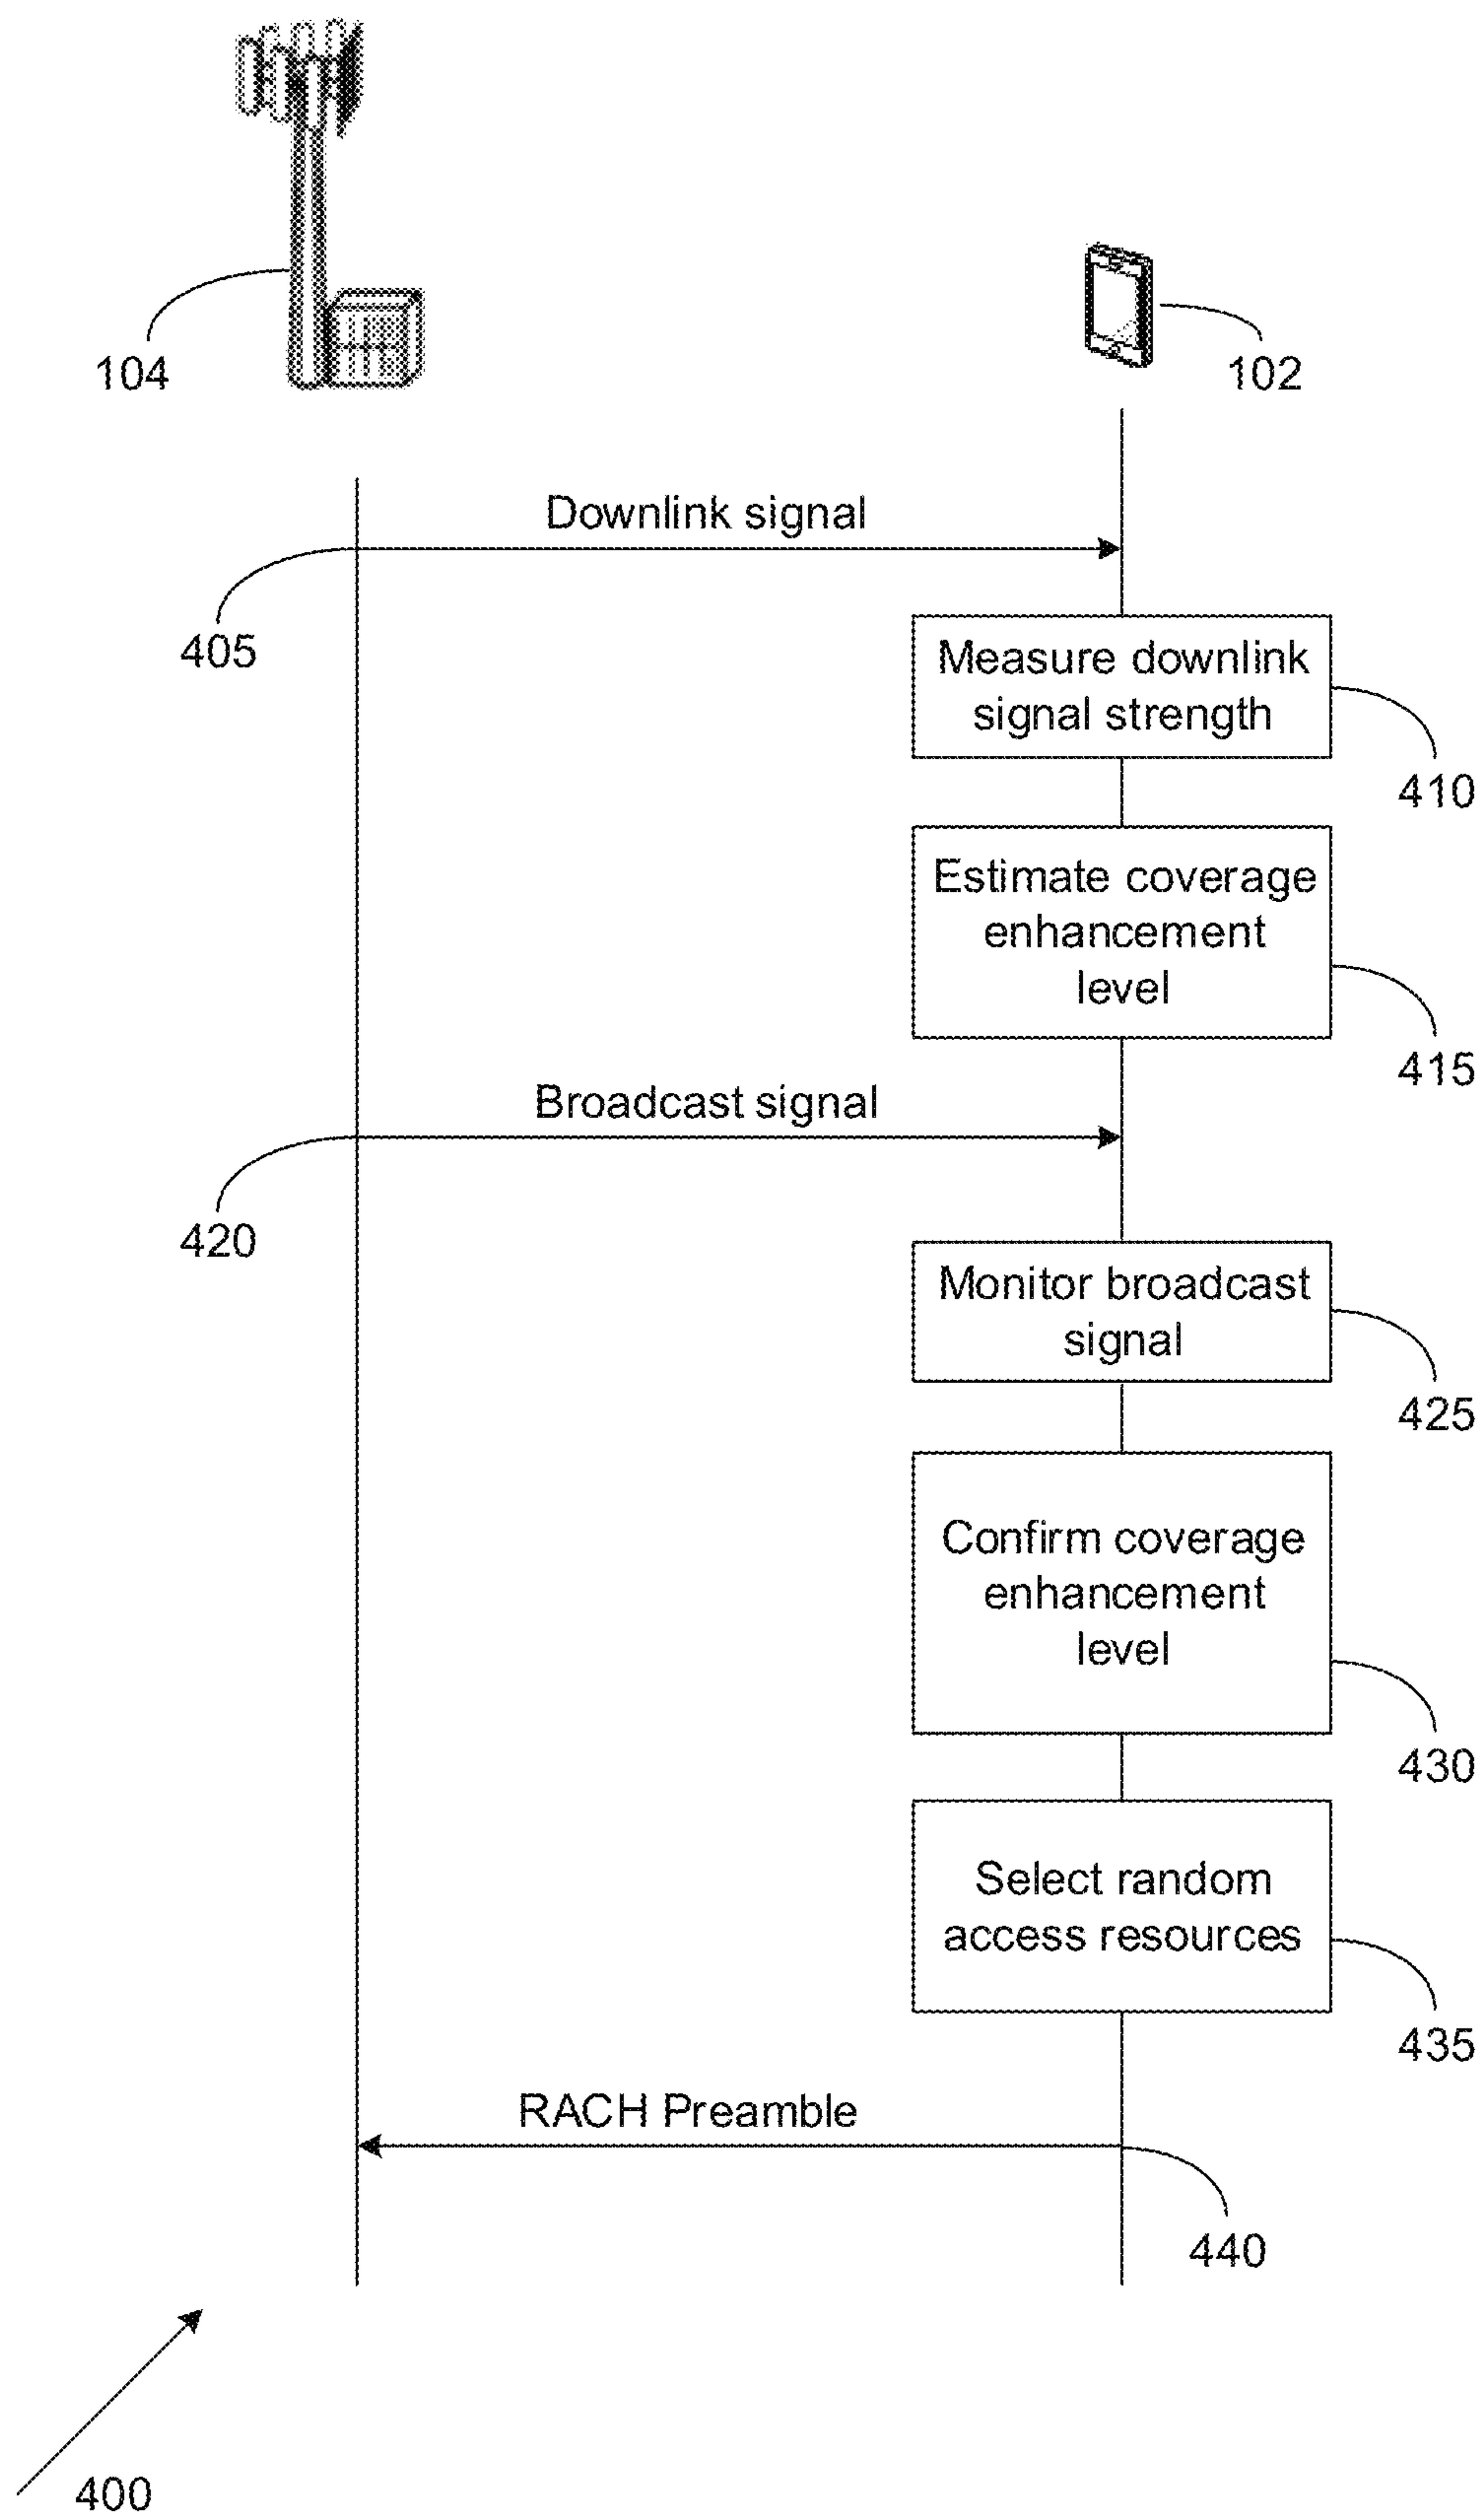 104
102
Downlink signal
405
Measure downlink
signal strength
410
Estimate coverage
enhancement
level
415
Broadcast signal
420
Monitor broadcast
signal
425
Confirm coverage
enhancement
level
430
Select random
access resources
435
RACH Preamble
440
400